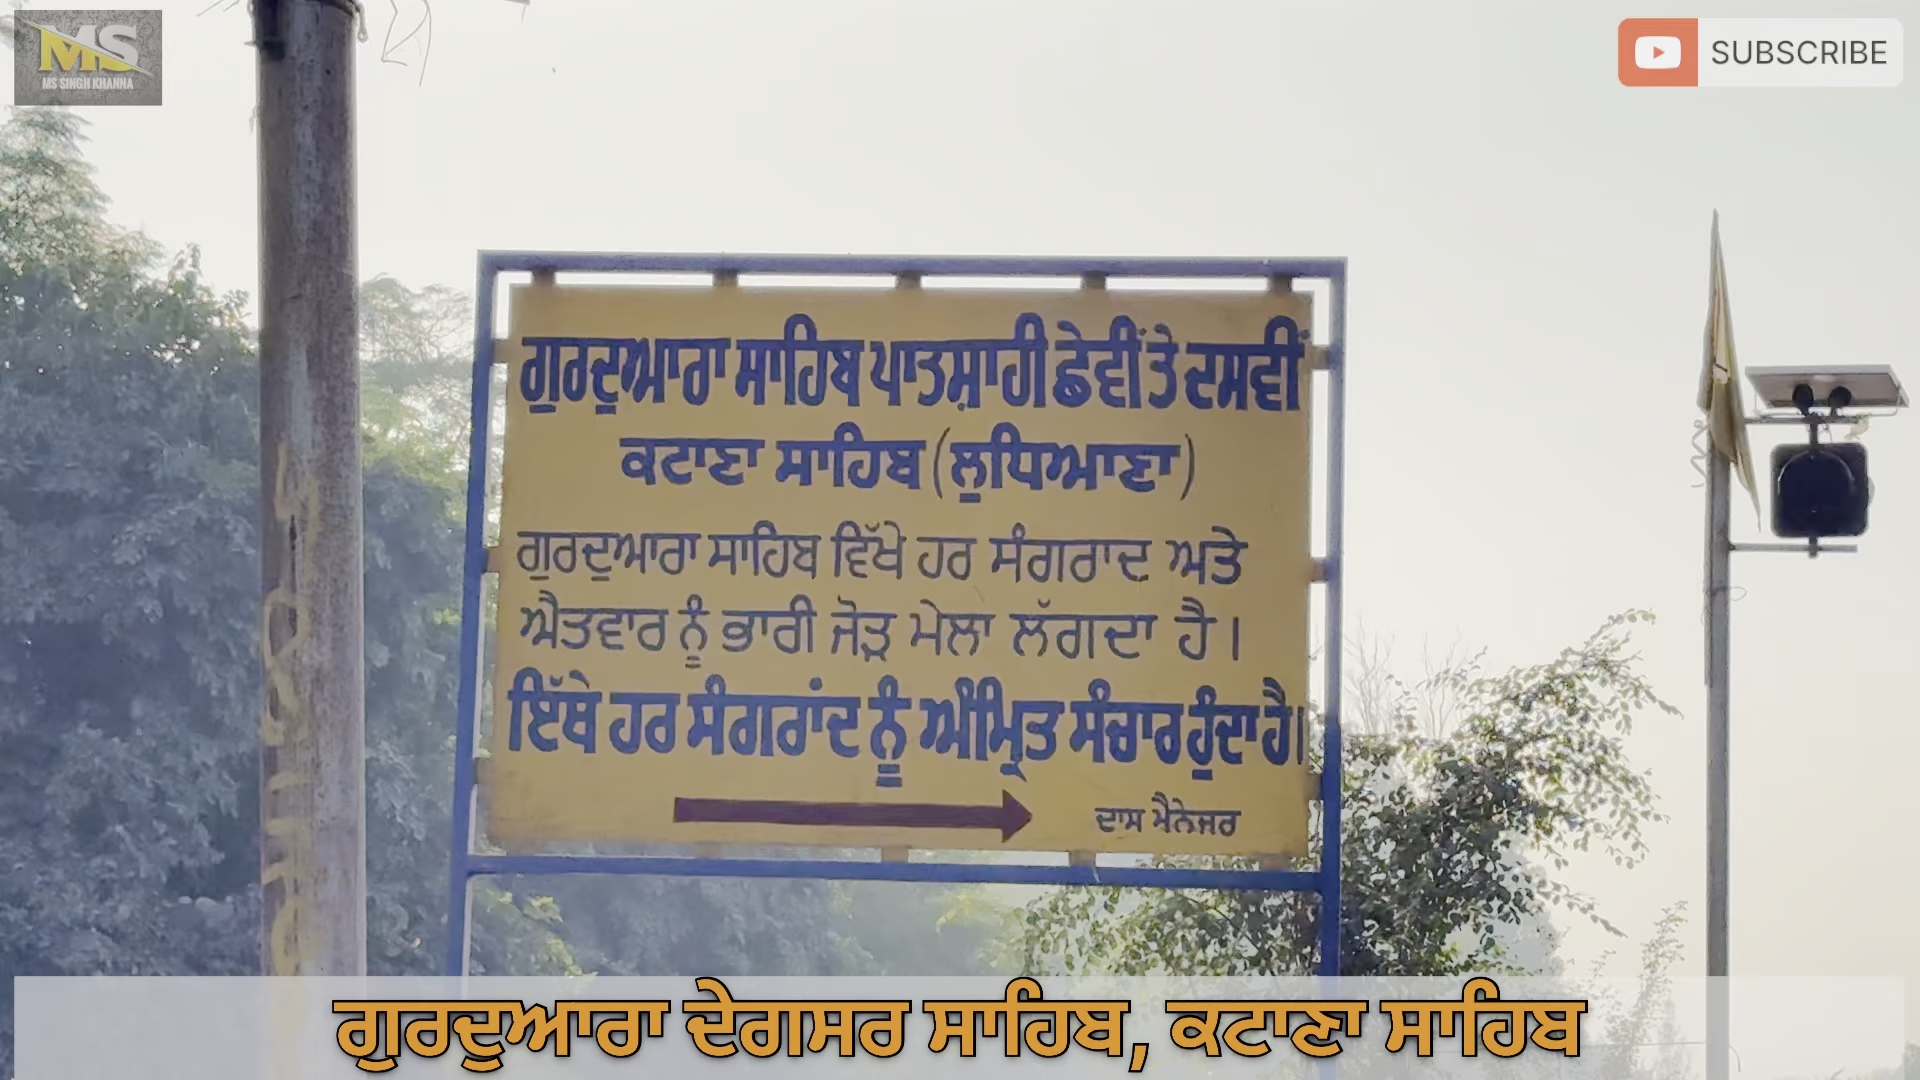 MS
MS SINGH KHANNA
SUBSCRIBE
ਗੁਰਦੁਆਰਾ ਸਾਹਿਬ ਪਾਤਸ਼ਾਹੀ ਛੇਵੀਂ ਤੇ ਦਸਵੀਂ
ਕਟਾਣਾ ਸਾਹਿਬ (ਲੁਧਿਆਣਾ)
ਗੁਰਦੁਆਰਾ ਸਾਹਿਬ ਵਿੱਖੇ ਹਰ ਸੰਗਰਾਦ ਅਤੇ
ਐਤਵਾਰ ਨੂੰ ਭਾਰੀ ਜੋੜ ਮੇਲਾ ਲੱਗਦਾ ਹੈ।
ਇੱਥੇ ਹਰ ਸੰਗਰਾਂਦ ਨੂੰ ਅੰਮ੍ਰਿਤ ਸੰਚਾਰ ਹੁੰਦਾ ਹੈ।
ਦਾਸ ਮੈਨੇਜਰ
ਗੁਰਦੁਆਰਾ ਦੇਗਸਰ ਸਾਹਿਬ, ਕਟਾਣਾ ਸਾਹਿਬ